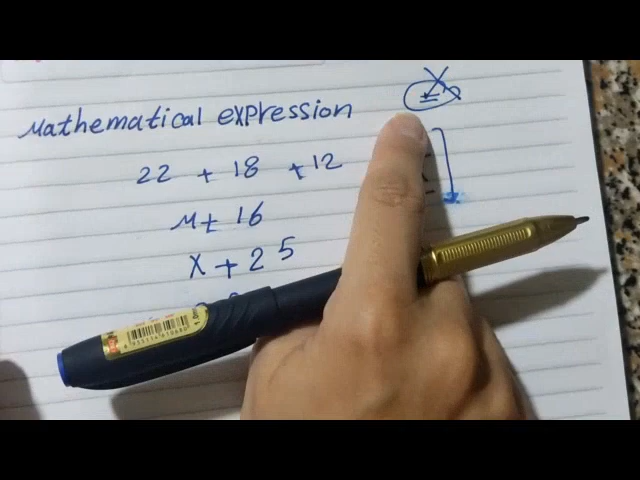 Mathematical expression
=
22 + 18 + 12
M + 16
x + 25